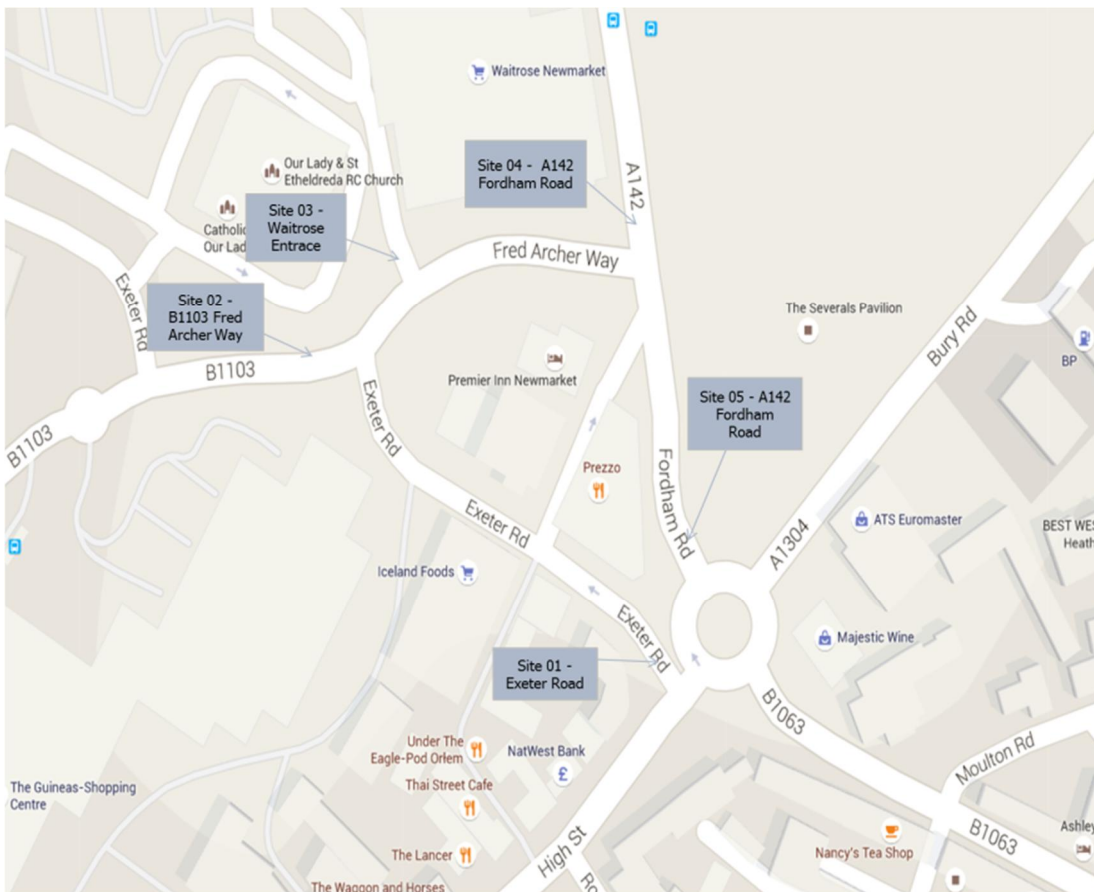 Waitrose Newmarket
Our Lady & St
Etheldreda RC Church
Site 04 - A142
Fordham Road
A142
Site 03 -
Waitrose
Entrace
Catholic
Our Lad
Fred Archer Way
Exeter Rd
Site 02 -
B1103 Fred
Archer Way
The Severals Pavilion
Bury Rd
BP
B1103
Premier Inn Newmarket
Site 05 - A142
Fordham
Road
B1103
Exeter Rd
Prezzo
Fordham Rd
Exeter Rd
A1304
ATS Euromaster
BEST WES
Heath
Iceland Foods
Exeter Rd
Majestic Wine
Site 01 -
Exeter Road
B1063
Under The
Eagle-Pod Orłem
NatWest Bank
£
Moulton Rd
The Guineas-Shopping
Centre
Thai Street Cafe
High St
B1063
Ashley
The Lancer
Nancy's Tea Shop
The Waggon and Horses
Ro